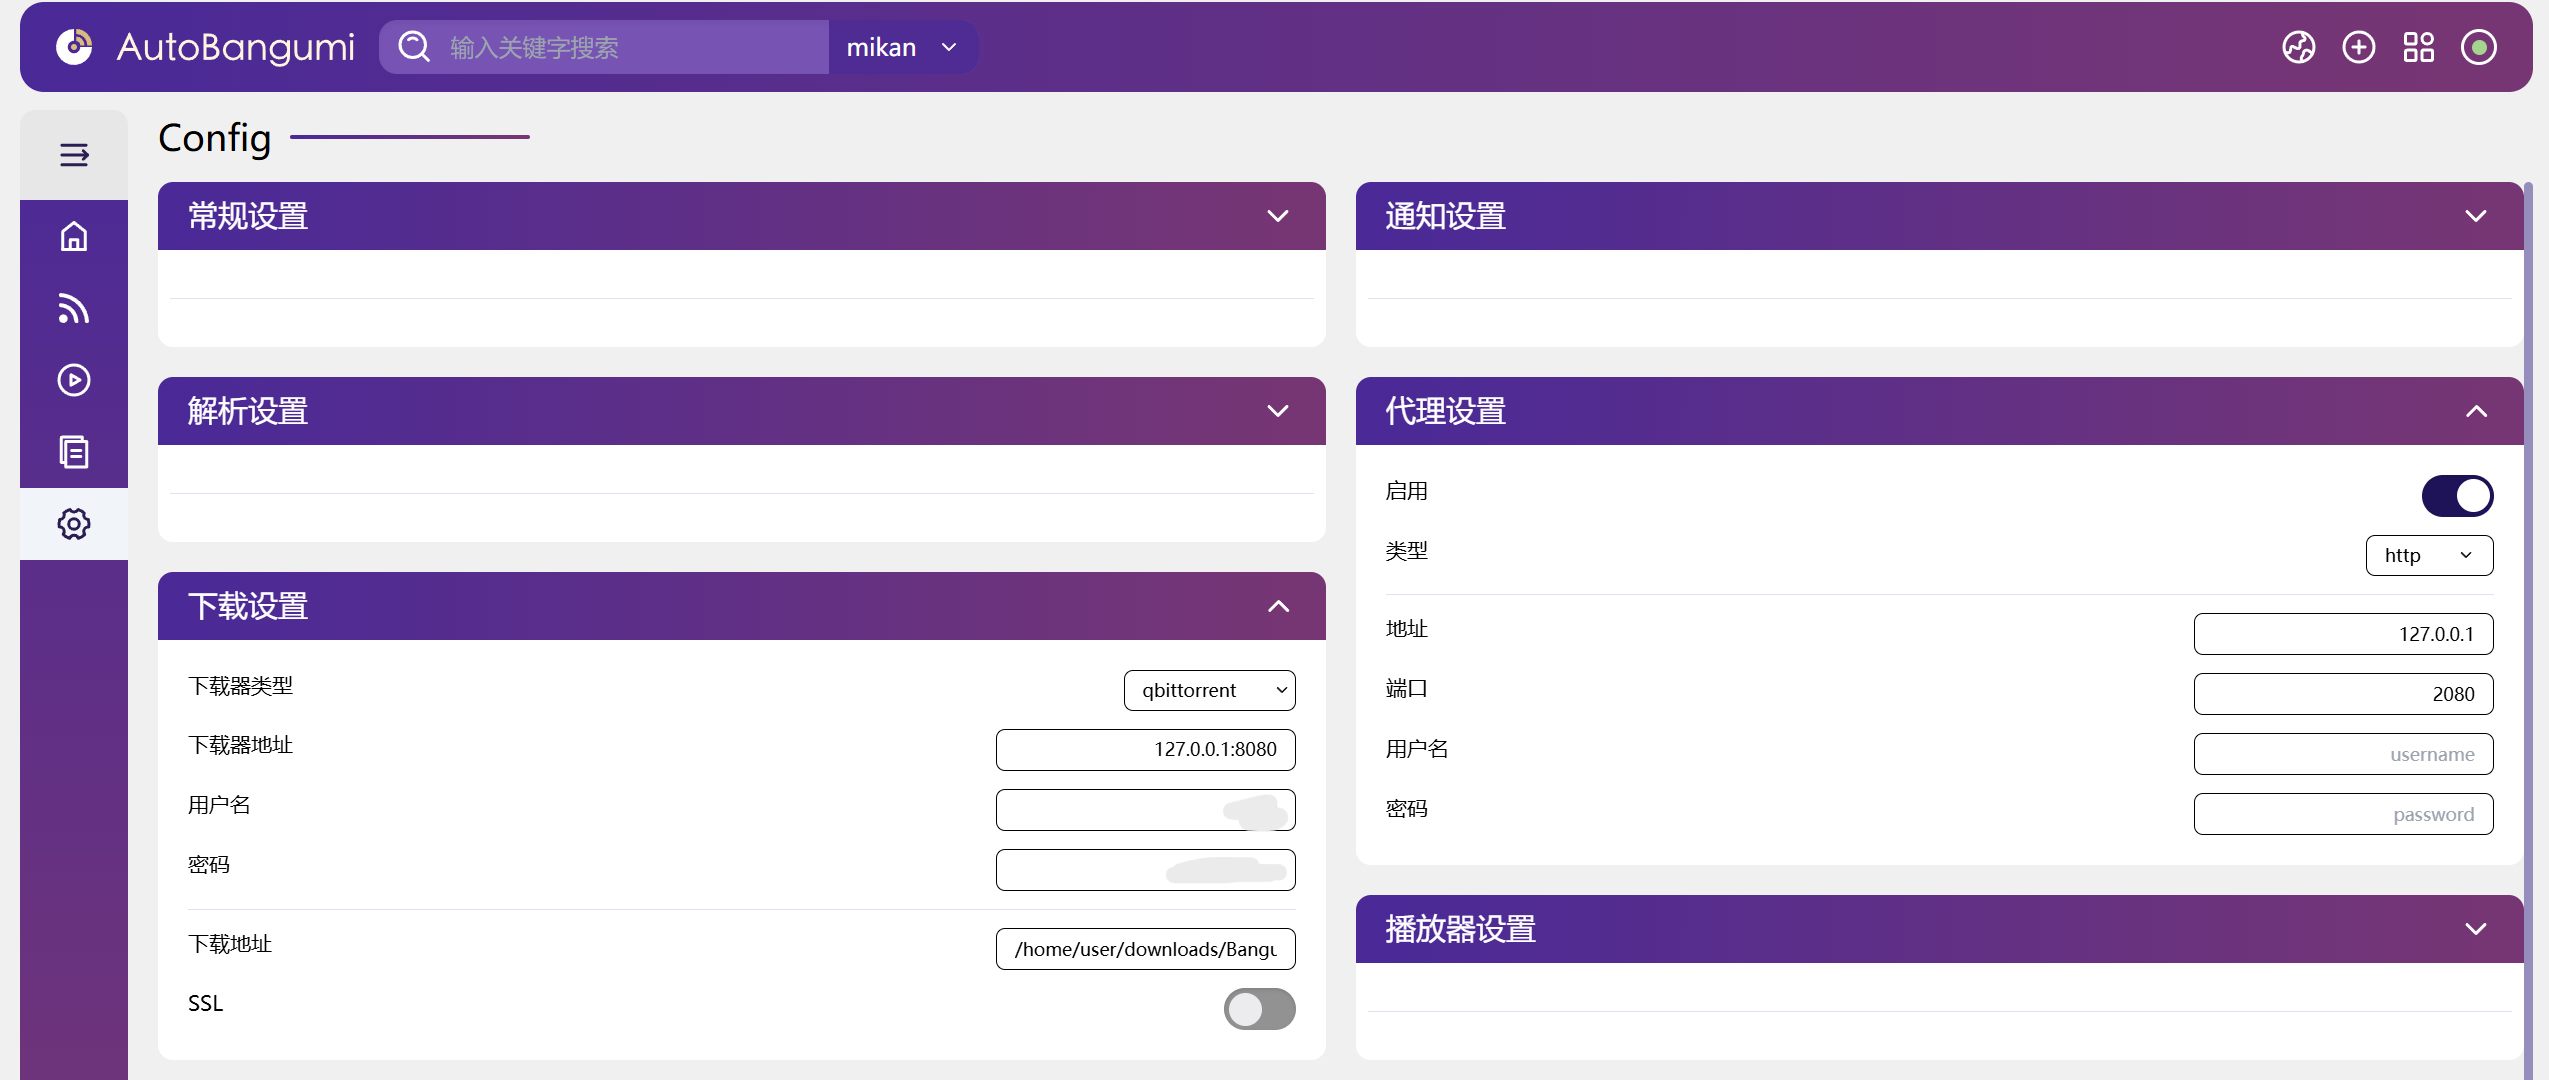 AutoBangumi
输入关键字搜索
mikan
Config
常规设置
解析设置
下载设置
下载器类型
qbittorrent
下载器地址
127.0.0.1:8080
用户名
密码
下载地址
/home/user/downloads/Bangu
SSL
通知设置
代理设置
启用
类型
http
地址
127.0.0.1
端口
2080
用户名
username
密码
password
播放器设置